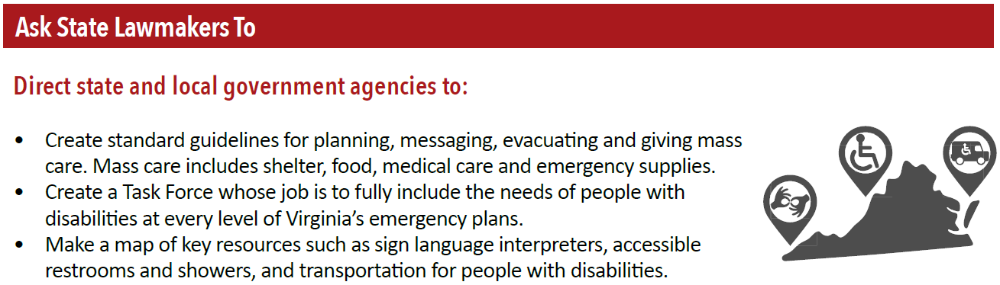 Ask State Lawmakers To
Direct state and local government agencies to:
• Create standard guidelines for planning, messaging, evacuating and giving mass
care. Mass care includes shelter, food, medical care and emergency supplies.
• Create a Task Force whose job is to fully include the needs of people with
disabilities at every level of Virginia’s emergency plans.
• Make a map of key resources such as sign language interpreters, accessible
restrooms and showers, and transportation for people with disabilities.